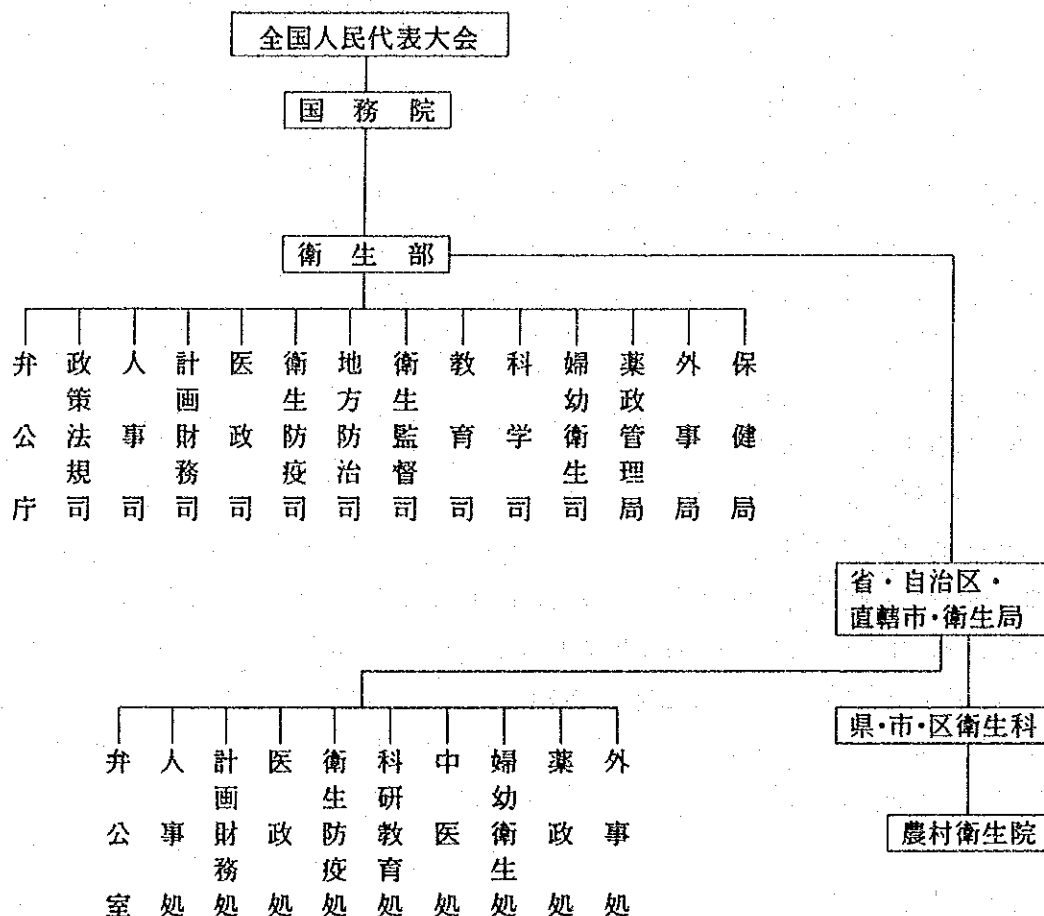 全国人民代表大会
国務院
衛生部
弁公庁
政策法規司
人事司
計画財務司
医政司
衛生防疫司
地方防治司
衛生監督司
教育司
科学司
婦幼衛生司
薬政管理局
外事局
保健局
省・自治区・
直轄市・衛生局
県・市・区衛生科
農村衛生院
弁公室
人事処
計画財務処
医政処
衛生防疫処
科研教育処
中医処
婦幼衛生処
薬政処
外事処